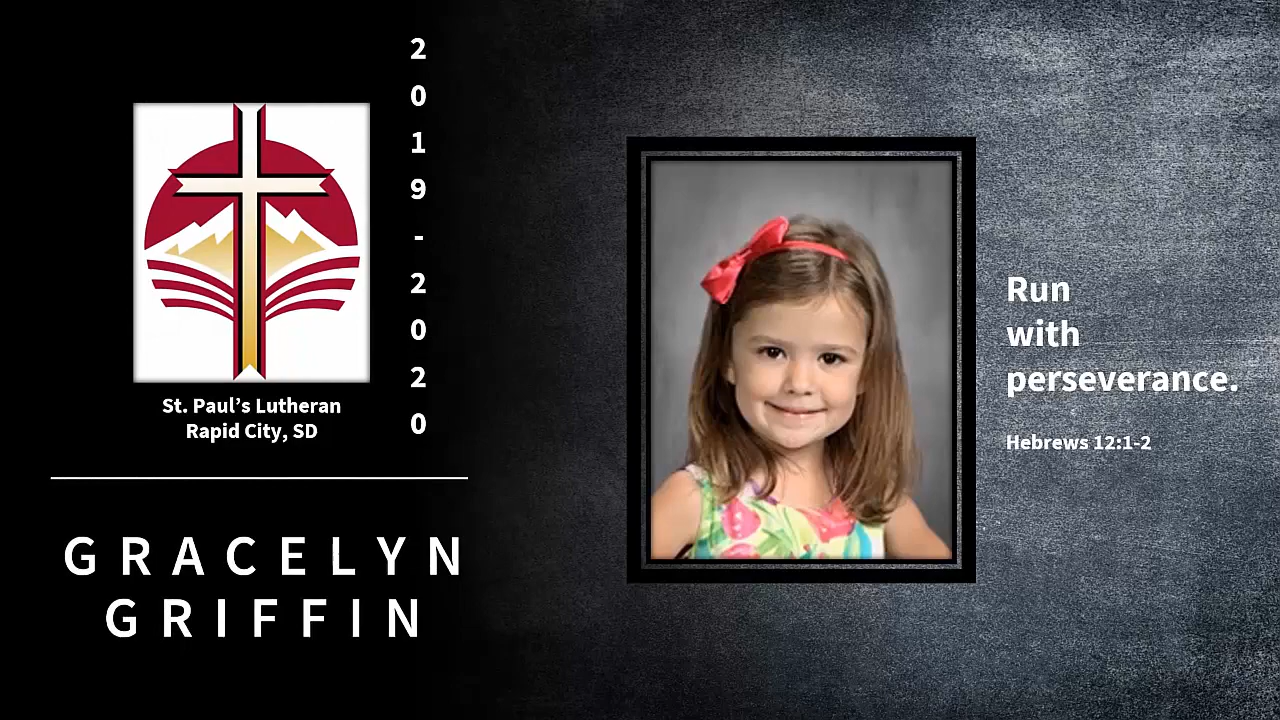 2
0
1
9
-
2
0
2
0
St. Paul’s Lutheran
Rapid City, SD
GRACELYN
GRIFFIN
Run
with
perseverance.
Hebrews 12:1-2